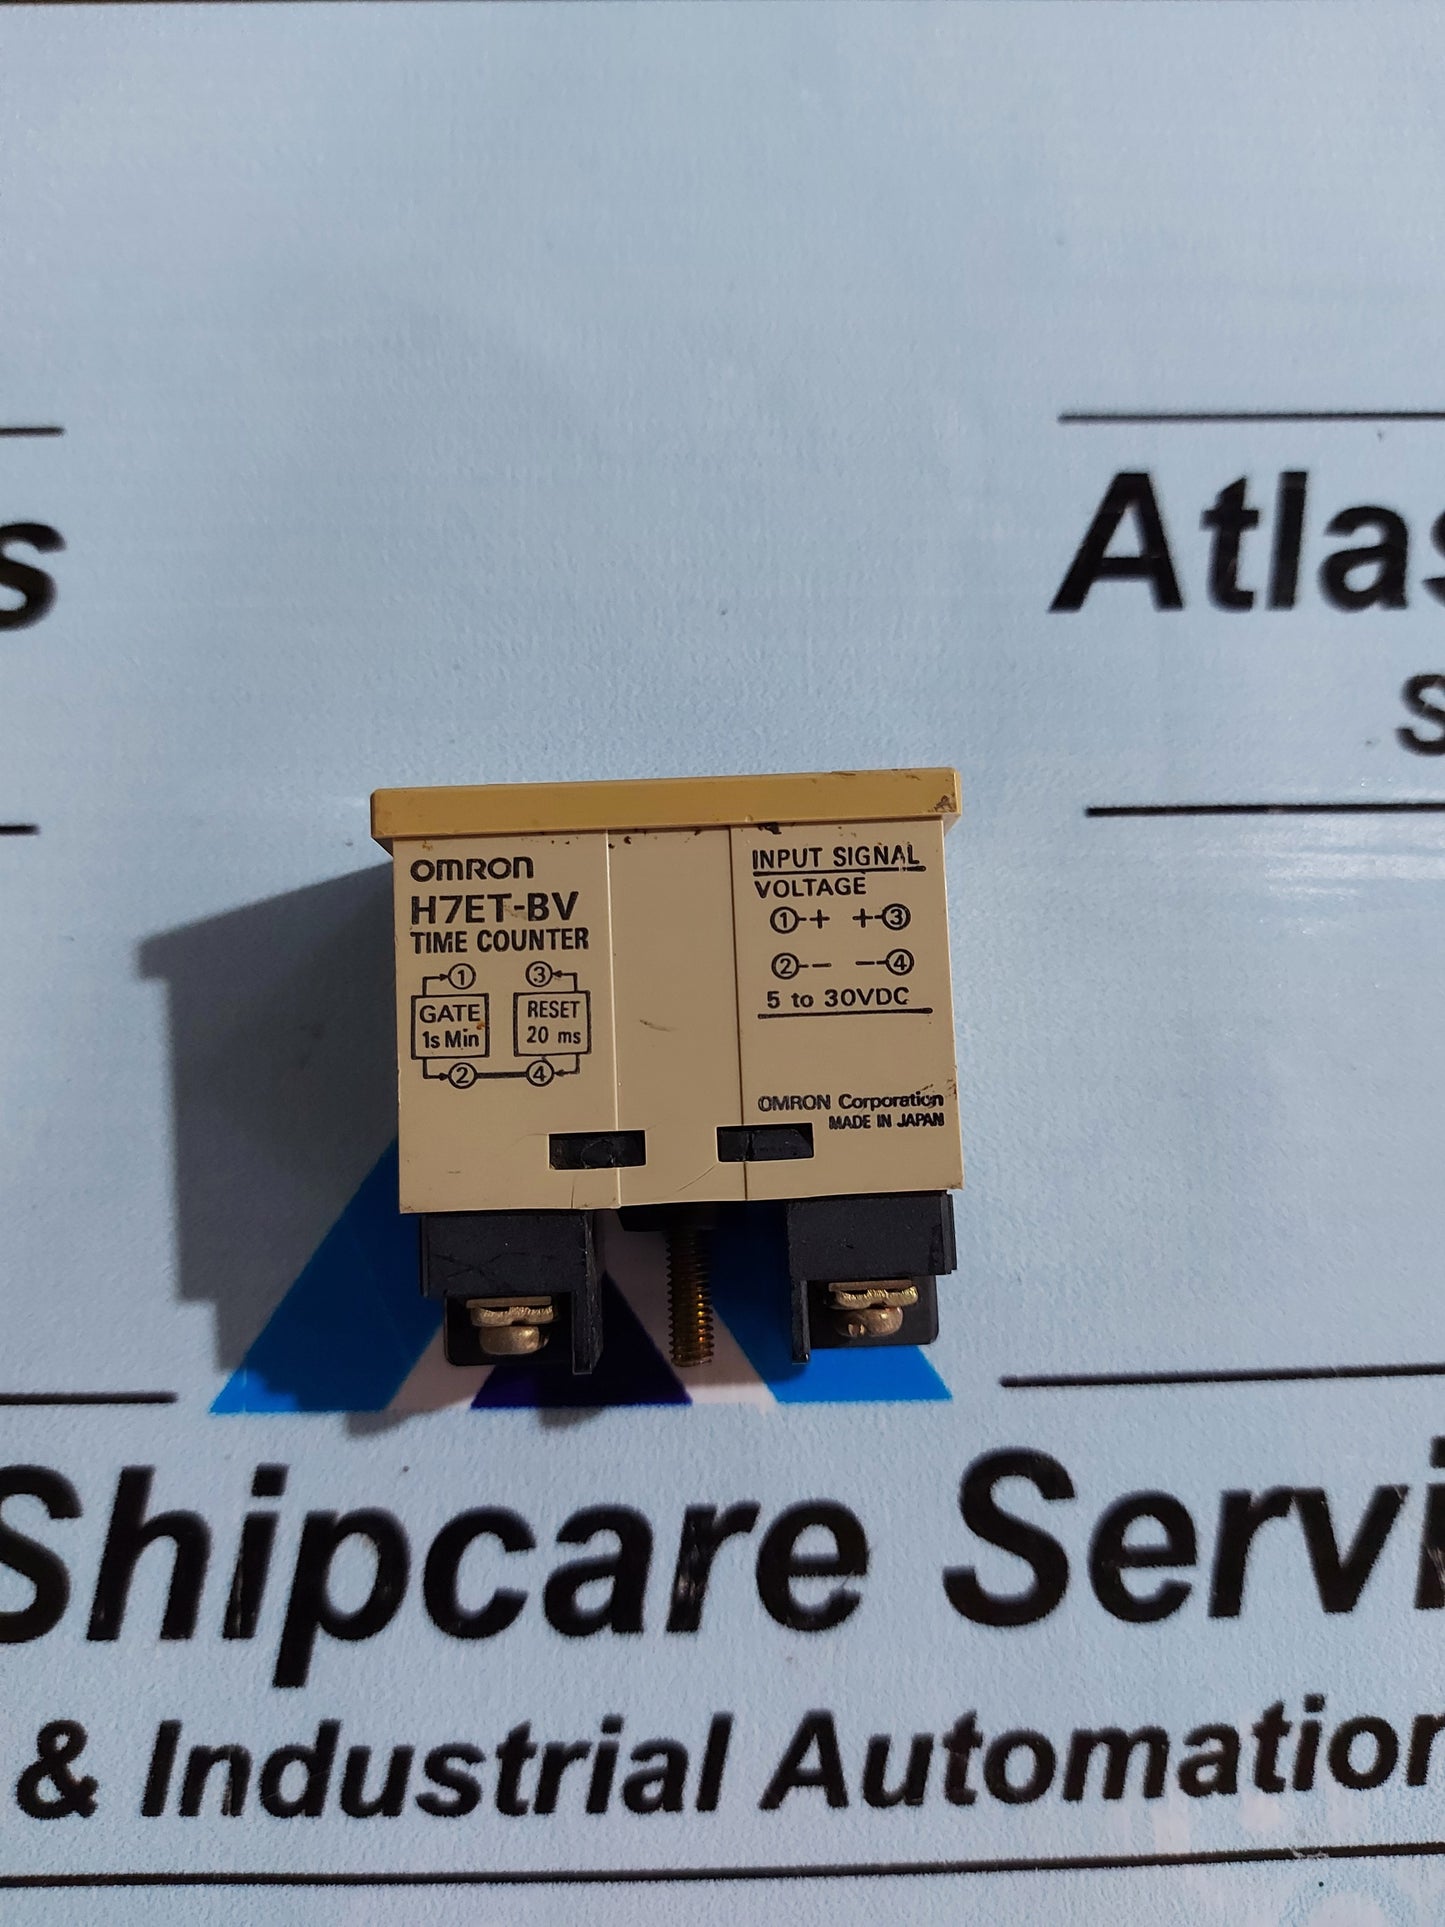 s
Atlas
S
OMRON
H7ET-BV
TIME COUNTER
① ③
GATE
1s Min
RESET
20 ms
② ④
INPUT SIGNAL
VOLTAGE
①-+ +-③
②-- --④
5 to 30VDC
OMRON Corporation
MADE IN JAPAN
Shipcare Servi
& Industrial Automation